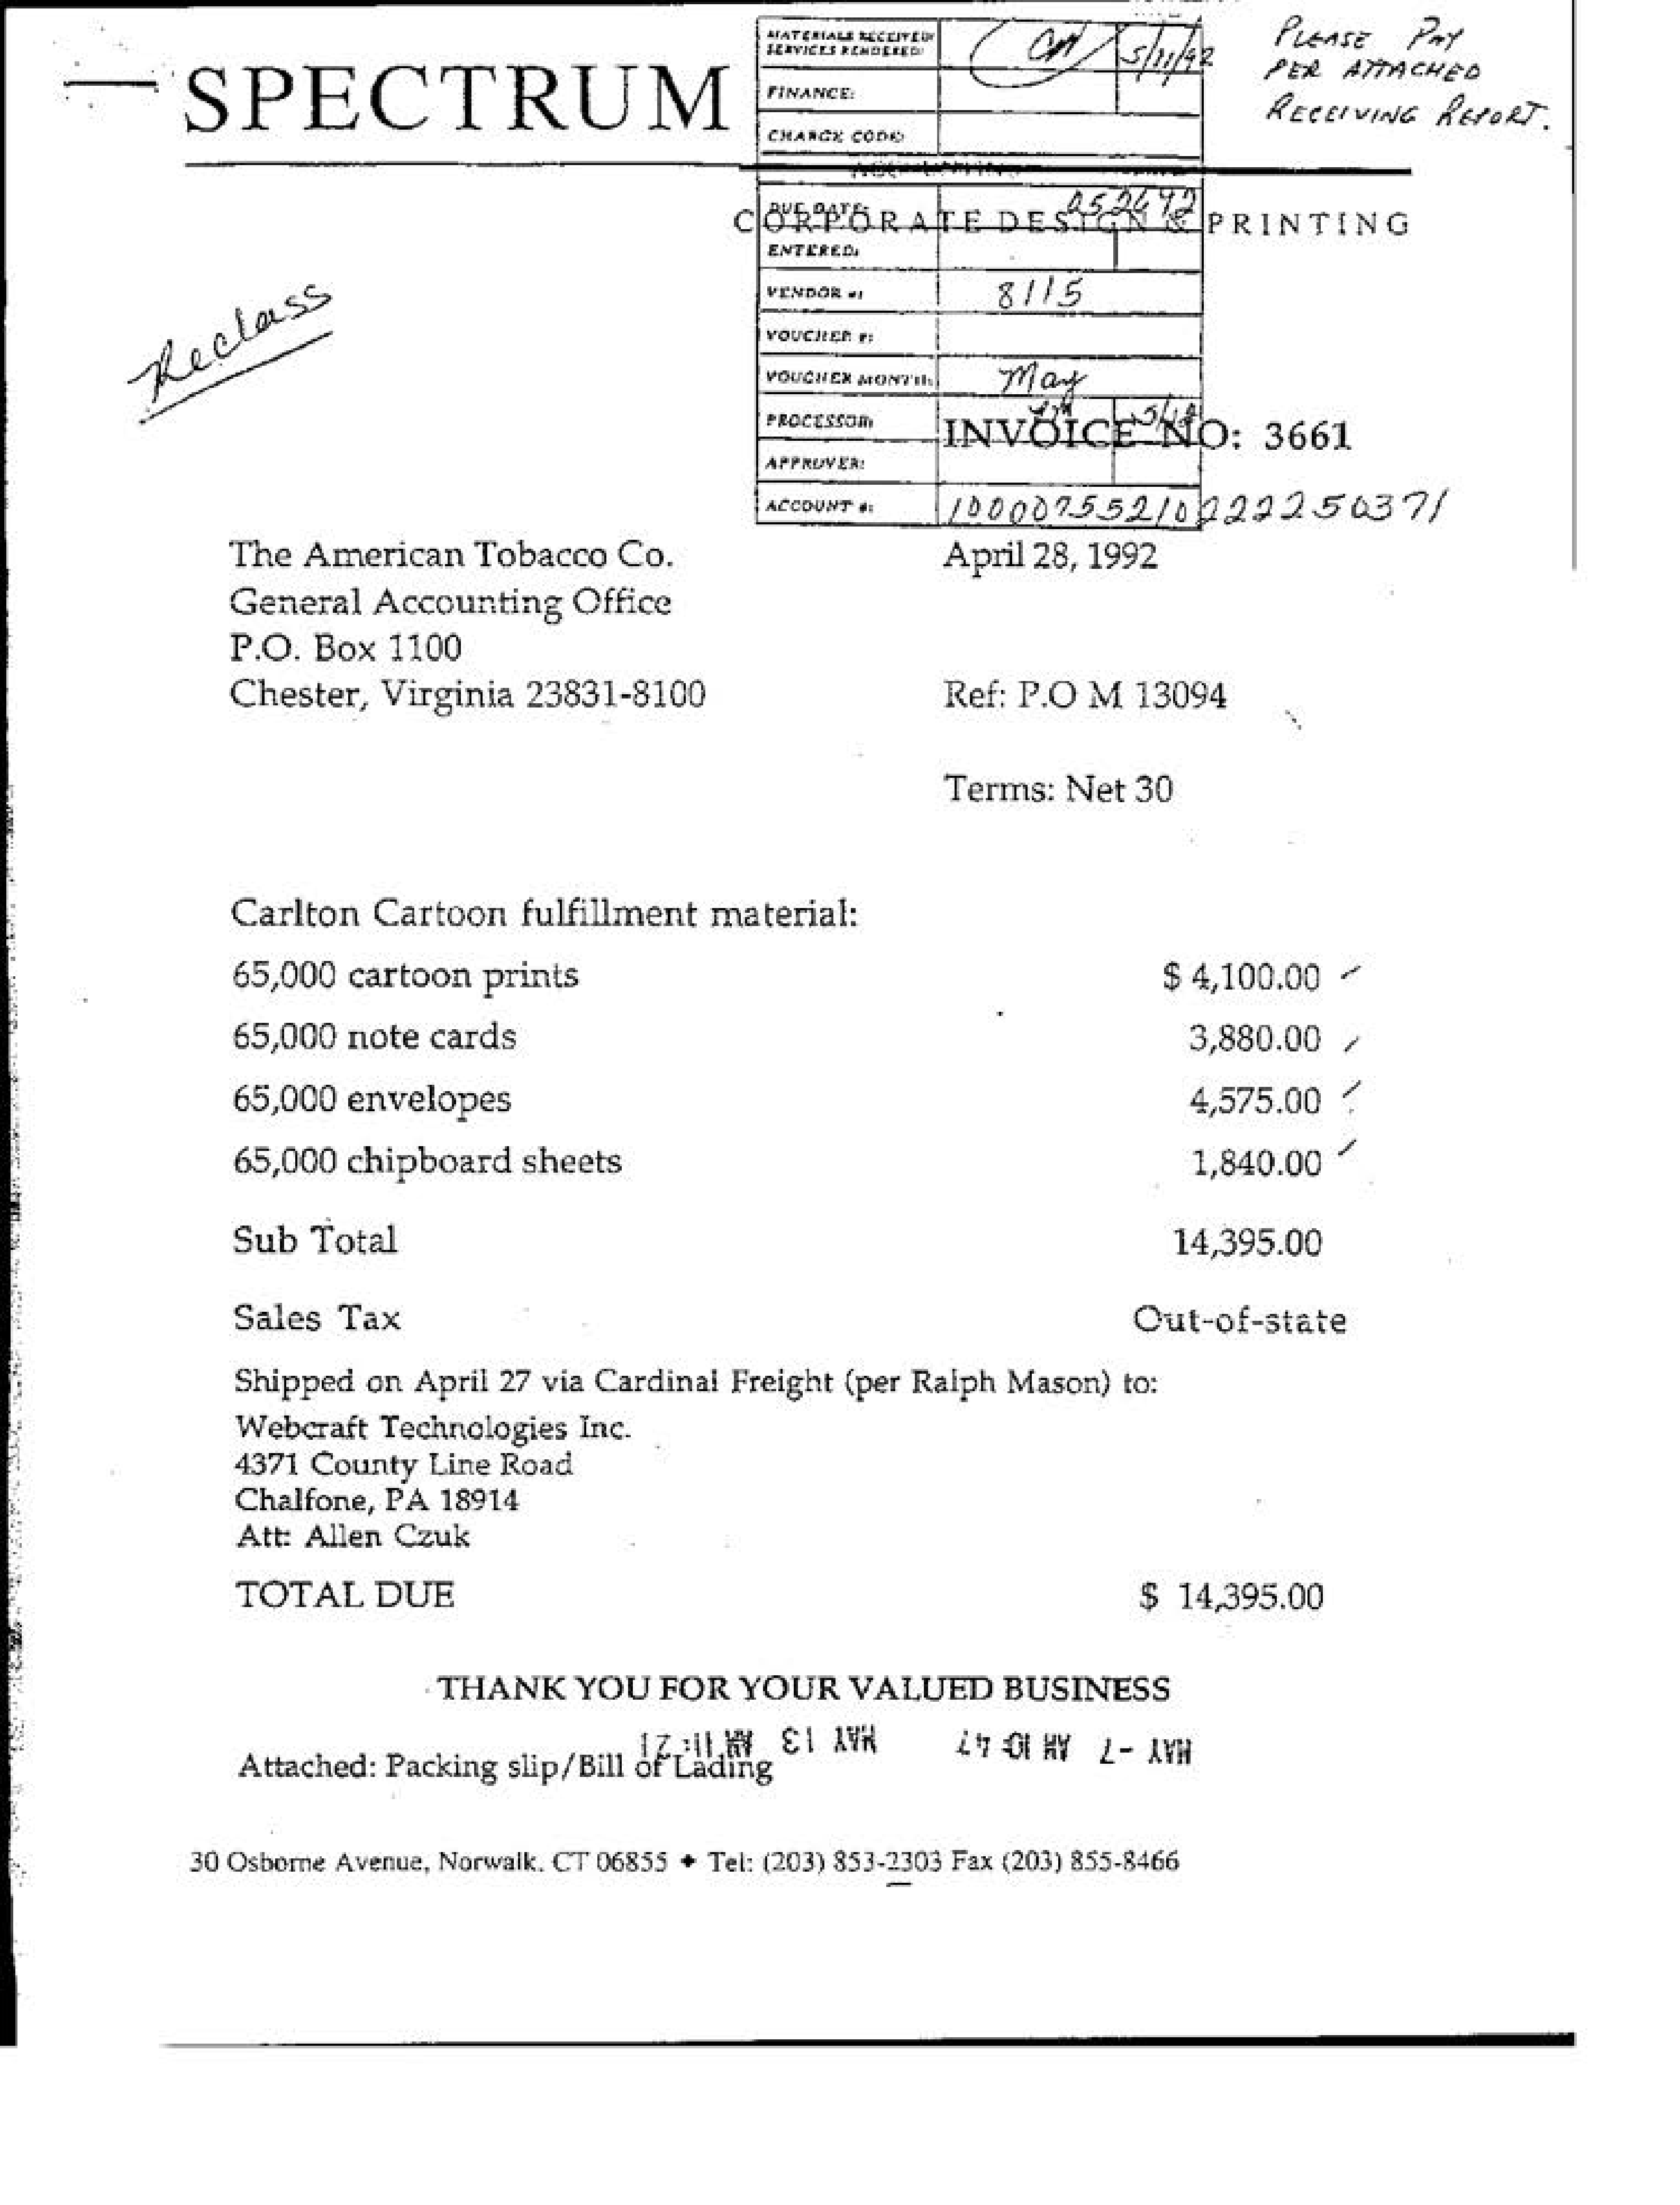 MATERIALS RECEIVED/
SERVICES RENDERED:
5/11/92
PLEASE PAY
PER ATTACHED
RECEIVING REPORT.
SPECTRUM
FINANCE:
CHARGE CODE:
DUE DATE: 052692
CORPORATE DESIGN & PRINTING
ENTERED:
VENDOR #: 8115
Reclass
VOUCHER #:
VOUCHER MONTH: May
PROCESSOR:
INVOICE NO: 3661
APPROVER:
ACCOUNT #:
The American Tobacco Co.
April 28, 1992
General Accounting Office
P.O. Box 1100
Chester, Virginia 23831-8100
Ref: P.O M 13094
Terms: Net 30
Carlton Cartoon fulfillment material:
65,000 cartoon prints $ 4,100.00
65,000 note cards 3,880.00
65,000 envelopes 4,575.00
65,000 chipboard sheets 1,840.00
Sub Total 14,395.00
Sales Tax Out-of-state
Shipped on April 27 via Cardinal Freight (per Ralph Mason) to:
Webcraft Technologies Inc.
4371 County Line Road
Chalfone, PA 18914
Att: Allen Czuk
TOTAL DUE $ 14,395.00
THANK YOU FOR YOUR VALUED BUSINESS
MAY 13 AM 11:21
MAY -7 AM 10 47
Attached: Packing slip/Bill of Lading
30 Osborne Avenue, Norwalk, CT 06855 ♦ Tel: (203) 853-2303 Fax (203) 855-8466